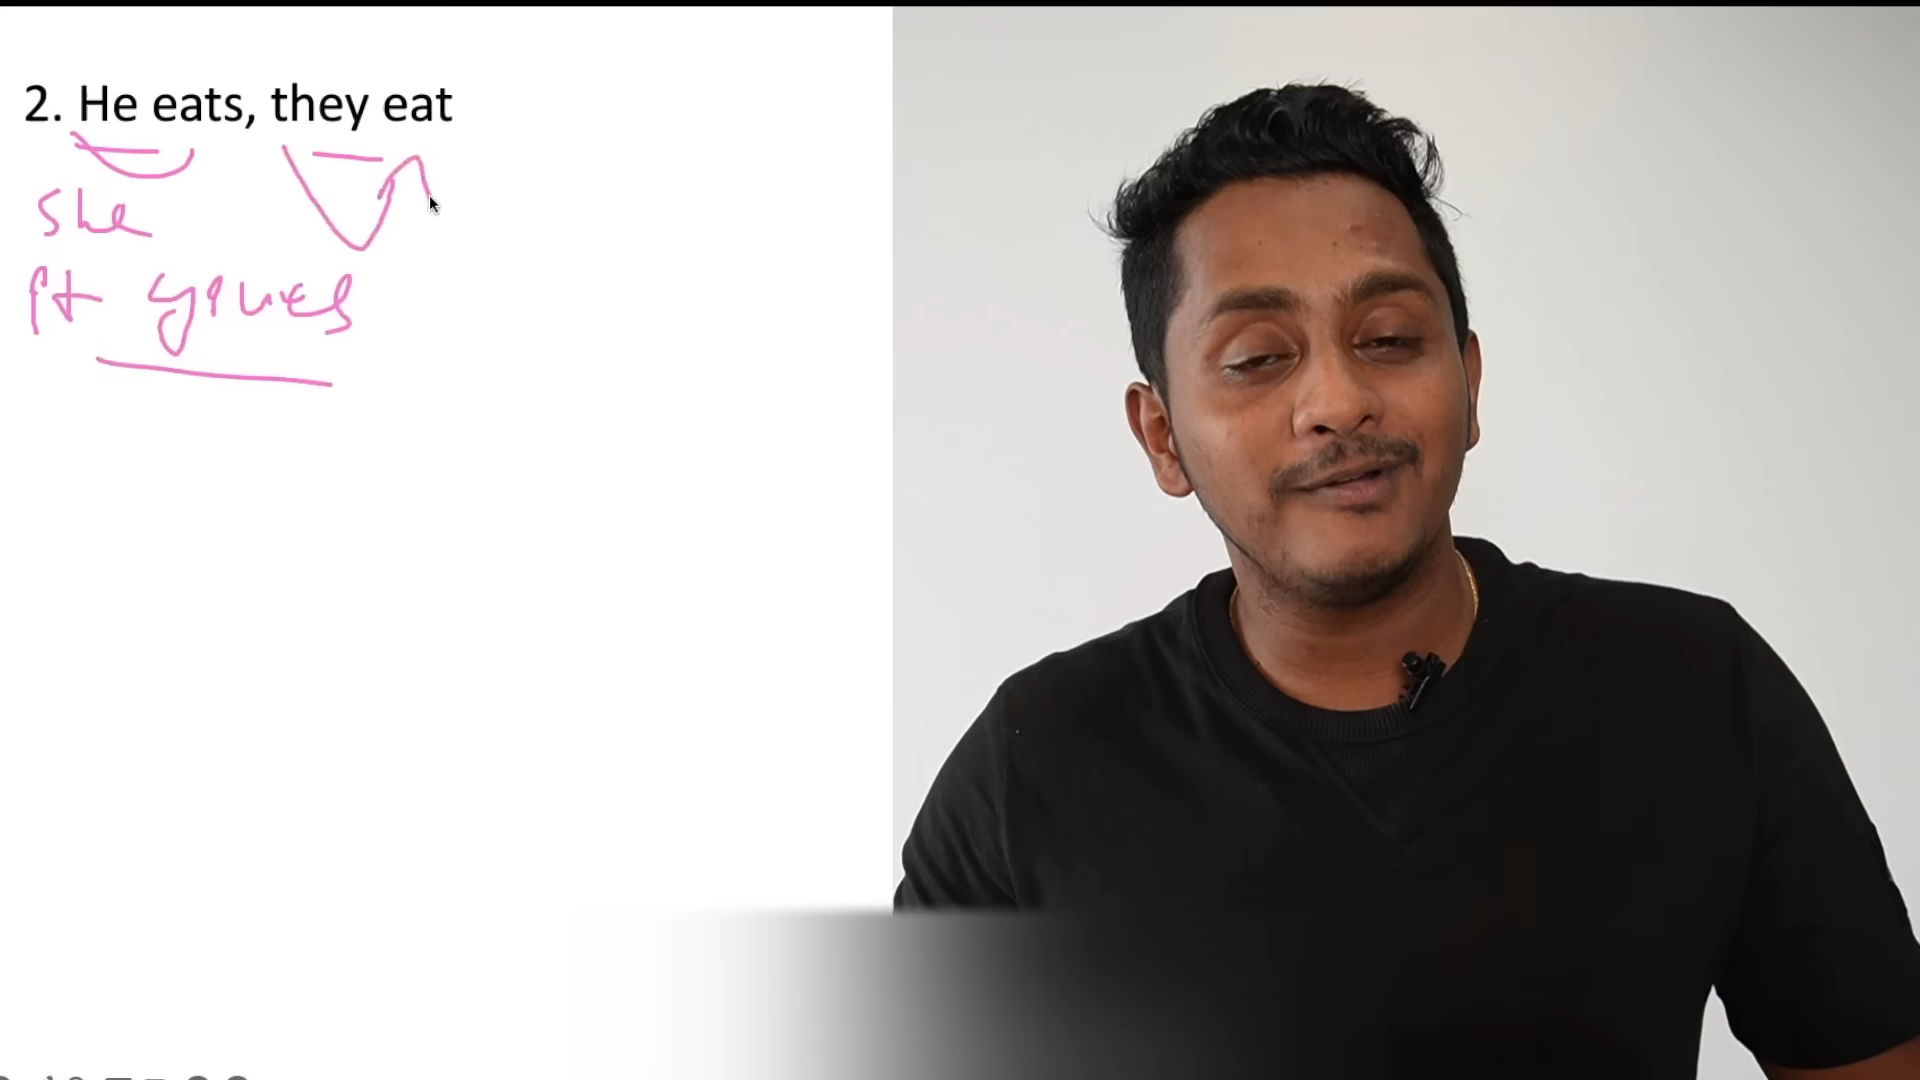 2. He eats, they eat
She
It gives